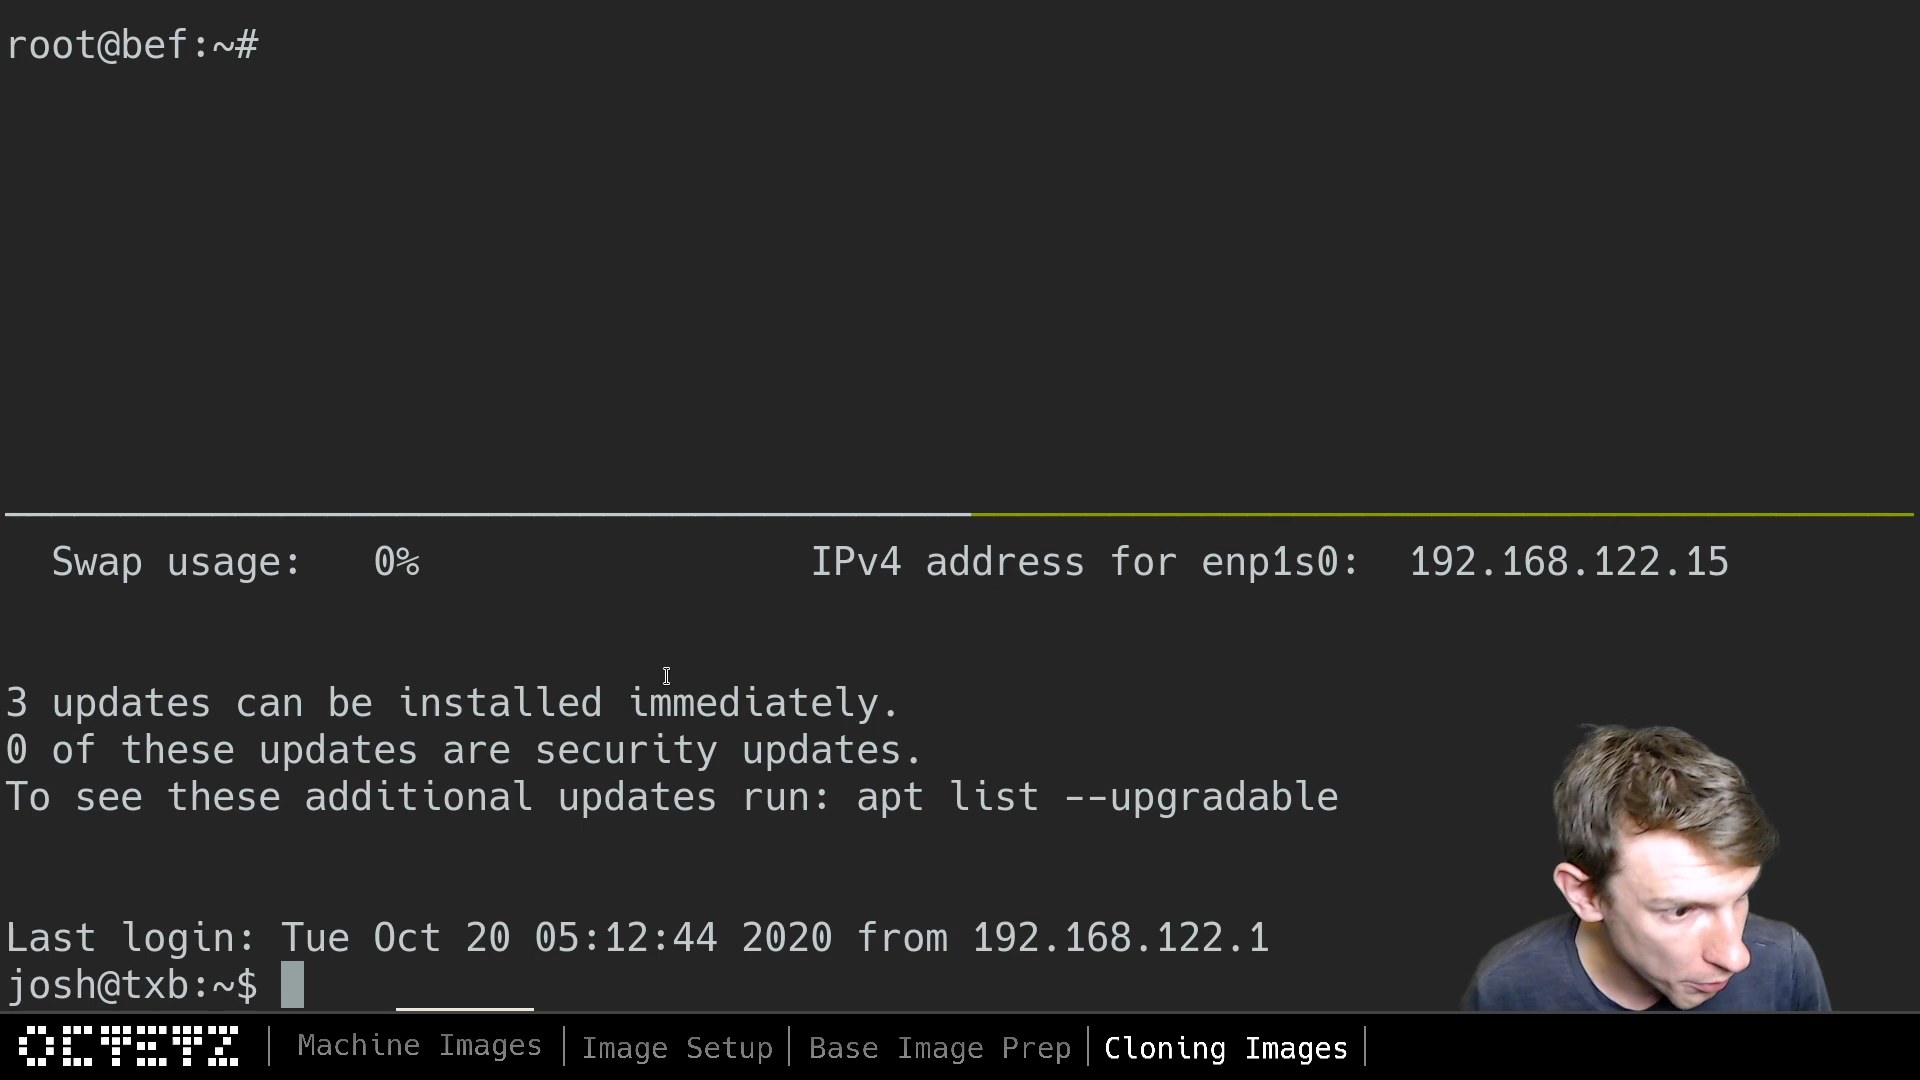 root@bef:~#
Swap usage: 0% IPv4 address for enp1s0: 192.168.122.15
3 updates can be installed immediately.
0 of these updates are security updates.
To see these additional updates run: apt list --upgradable
Last login: Tue Oct 20 05:12:44 2020 from 192.168.122.1
josh@txb:~$
OCTETZ | Machine Images | Image Setup | Base Image Prep | Cloning Images |